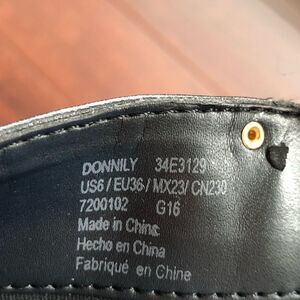 DONNILY 34E3129
US6/EU36/MX23/CN230
7200102 G16
Made in China
Hecho en China
Fabriqué en Chine